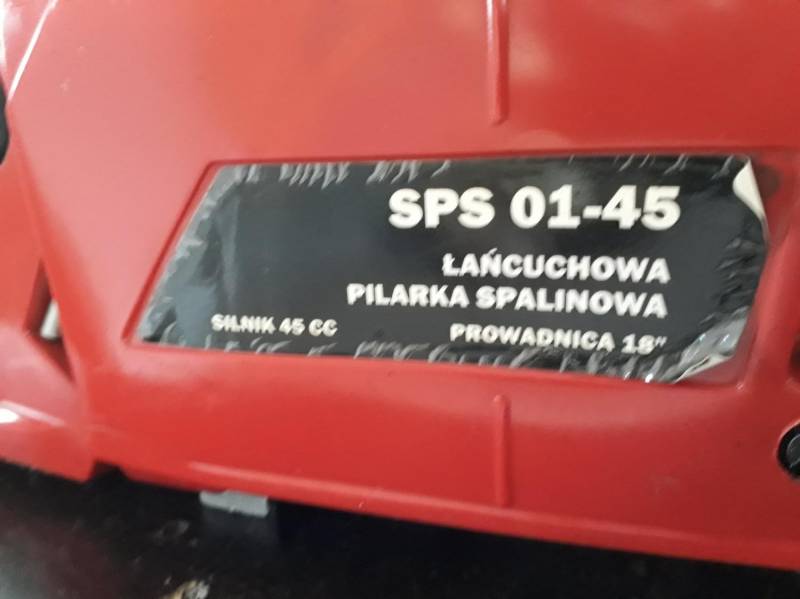 SPS 01-45
ŁAŃCUCHOWA
PILARKA SPALINOWA
SILNIK 45 CC PROWADNICA 18"